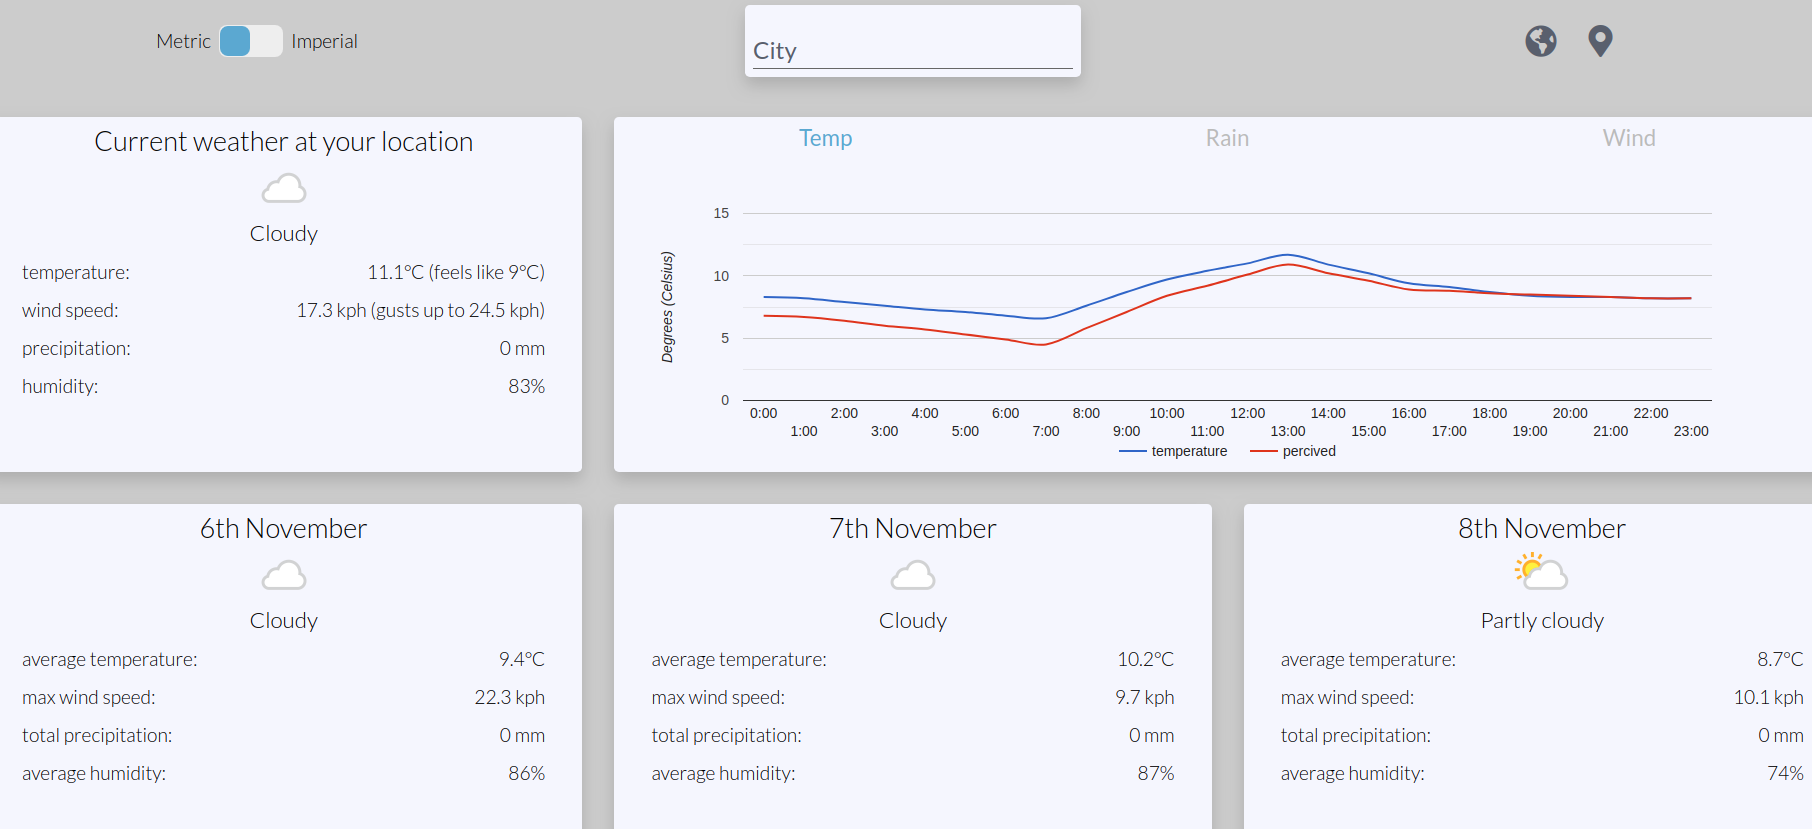 Metric Imperial
City
Current weather at your location
Cloudy
temperature: 11.1°C (feels like 9°C)
wind speed: 17.3 kph (gusts up to 24.5 kph)
precipitation: 0 mm
humidity: 83%
Temp Rain Wind
15
10
5
0
Degrees (Celsius)
0:00 2:00 4:00 6:00 8:00 10:00 12:00 14:00 16:00 18:00 20:00 22:00
1:00 3:00 5:00 7:00 9:00 11:00 13:00 15:00 17:00 19:00 21:00 23:00
temperature percived
6th November
Cloudy
average temperature: 9.4°C
max wind speed: 22.3 kph
total precipitation: 0 mm
average humidity: 86%
7th November
Cloudy
average temperature: 10.2°C
max wind speed: 9.7 kph
total precipitation: 0 mm
average humidity: 87%
8th November
Partly cloudy
average temperature: 8.7°C
max wind speed: 10.1 kph
total precipitation: 0 mm
average humidity: 74%